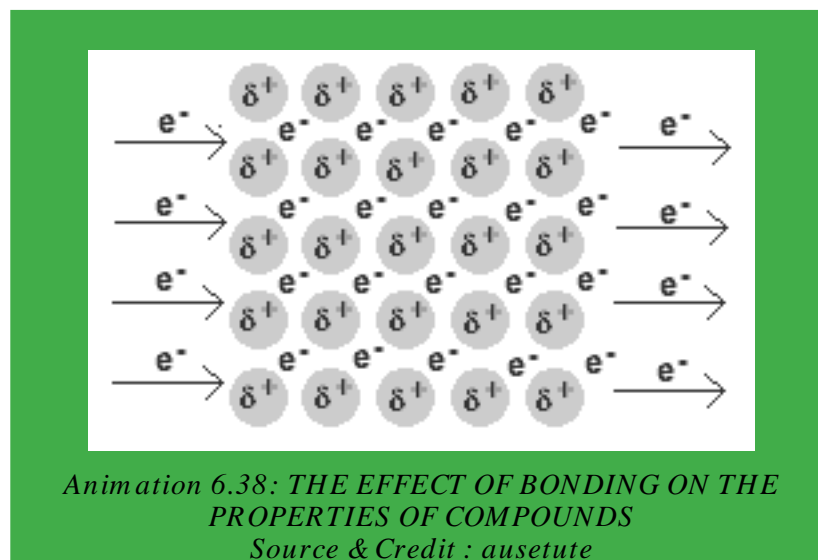 δ+ δ+ δ+ δ+ δ+
e- e- e- e- e- e- e-
δ+ δ+ δ+ δ+ δ+
e- e- e- e- e- e- e-
δ+ δ+ δ+ δ+ δ+
e- e- e- e- e- e- e-
δ+ δ+ δ+ δ+ δ+
e- e- e- e- e- e- e-
δ+ δ+ δ+ δ+ δ+
Animation 6.38: THE EFFECT OF BONDING ON THE
PROPERTIES OF COMPOUNDS
Source & Credit : ausetute